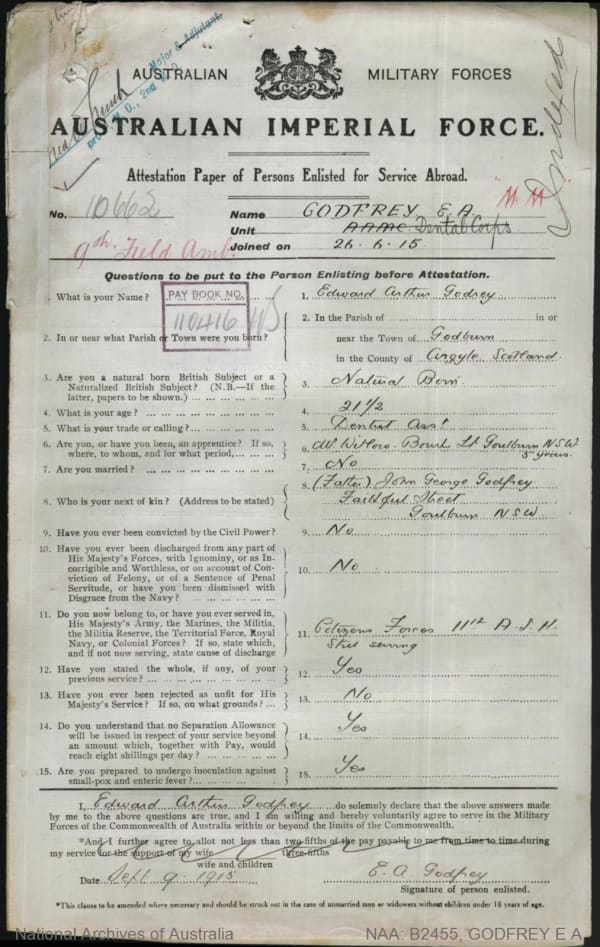 Major & Adjutant
AUSTRALIAN MILITARY FORCES
AUSTRALIAN IMPERIAL FORCE.
Indexed
Attestation Paper of Persons Enlisted for Service Abroad.
"M.M"
No. 10662
Name GODFREY E.A.
Unit A.A.M.C. Dental Corps
9th. Field Amb.
Joined on 26.6.15
Questions to be put to the Person Enlisting before Attestation.
1. What is your Name? ... 1. Edward Arthur Godfrey
PAY BOOK NO.
110416
2. In or near what Parish or Town were you born?
2. In the Parish of ... in or
near the Town of Godburn
in the County of Argyle Scotland.
3. Are you a natural born British Subject or a
Naturalized British Subject? (N.B.—If the
latter, papers to be shown.) ...
3. Natural Born
4. What is your age? ... 4. 21 1/2
5. What is your trade or calling? ... 5. Dentist Asst
6. Are you, or have you been, an apprentice? If so,
where, to whom, and for what period, ...
6. Bourk St Goulburn NSW
5 years
7. Are you married? ... 7. No
8. Who is your next of kin? (Address to be stated)
8. (Father) John George Godfrey
Faithful Street
Goulburn NSW
9. Have you ever been convicted by the Civil Power? 9. No
10. Have you ever been discharged from any part of
His Majesty's Forces, with Ignominy, or as In-
corrigible and Worthless, or on account of Con-
viction of Felony, or of a Sentence of Penal
Servitude, or have you been dismissed with
Disgrace from the Navy? ...
10. No
11. Do you now belong to, or have you ever served in,
His Majesty's Army, the Marines, the Militia,
the Militia Reserve, the Territorial Force, Royal
Navy, or Colonial Forces? If so, state which,
and if not now serving, state cause of discharge
11. Citizens Forces 11th A.L.H.
Still serving
12. Have you stated the whole, if any, of your
previous service? ...
12. Yes
13. Have you ever been rejected as unfit for His
Majesty's Service? If so, on what grounds? ...
13. No
14. Do you understand that no Separation Allowance
will be issued in respect of your service beyond
an amount which, together with Pay, would
reach eight shillings per day? ...
14. Yes
15. Are you prepared to undergo inoculation against
small-pox and enteric fever? ...
15. Yes
I, Edward Arthur Godfrey do solemnly declare that the above answers made
by me to the above questions are true, and I am willing and hereby voluntarily agree to serve in the Military
Forces of the Commonwealth of Australia within or beyond the limits of the Commonwealth.
*And I further agree to allot not less than two-fifths of the pay payable to me from time to time during
my service for the support of my wife three-fifths
wife and children
Date Sept. 9. 1915 E. A. Godfrey
Signature of person enlisted.
*This clause to be amended where necessary and should be struck out in the case of unmarried men or widowers without children under 18 years of age.
National Archives of Australia NAA: B2455, GODFREY E A